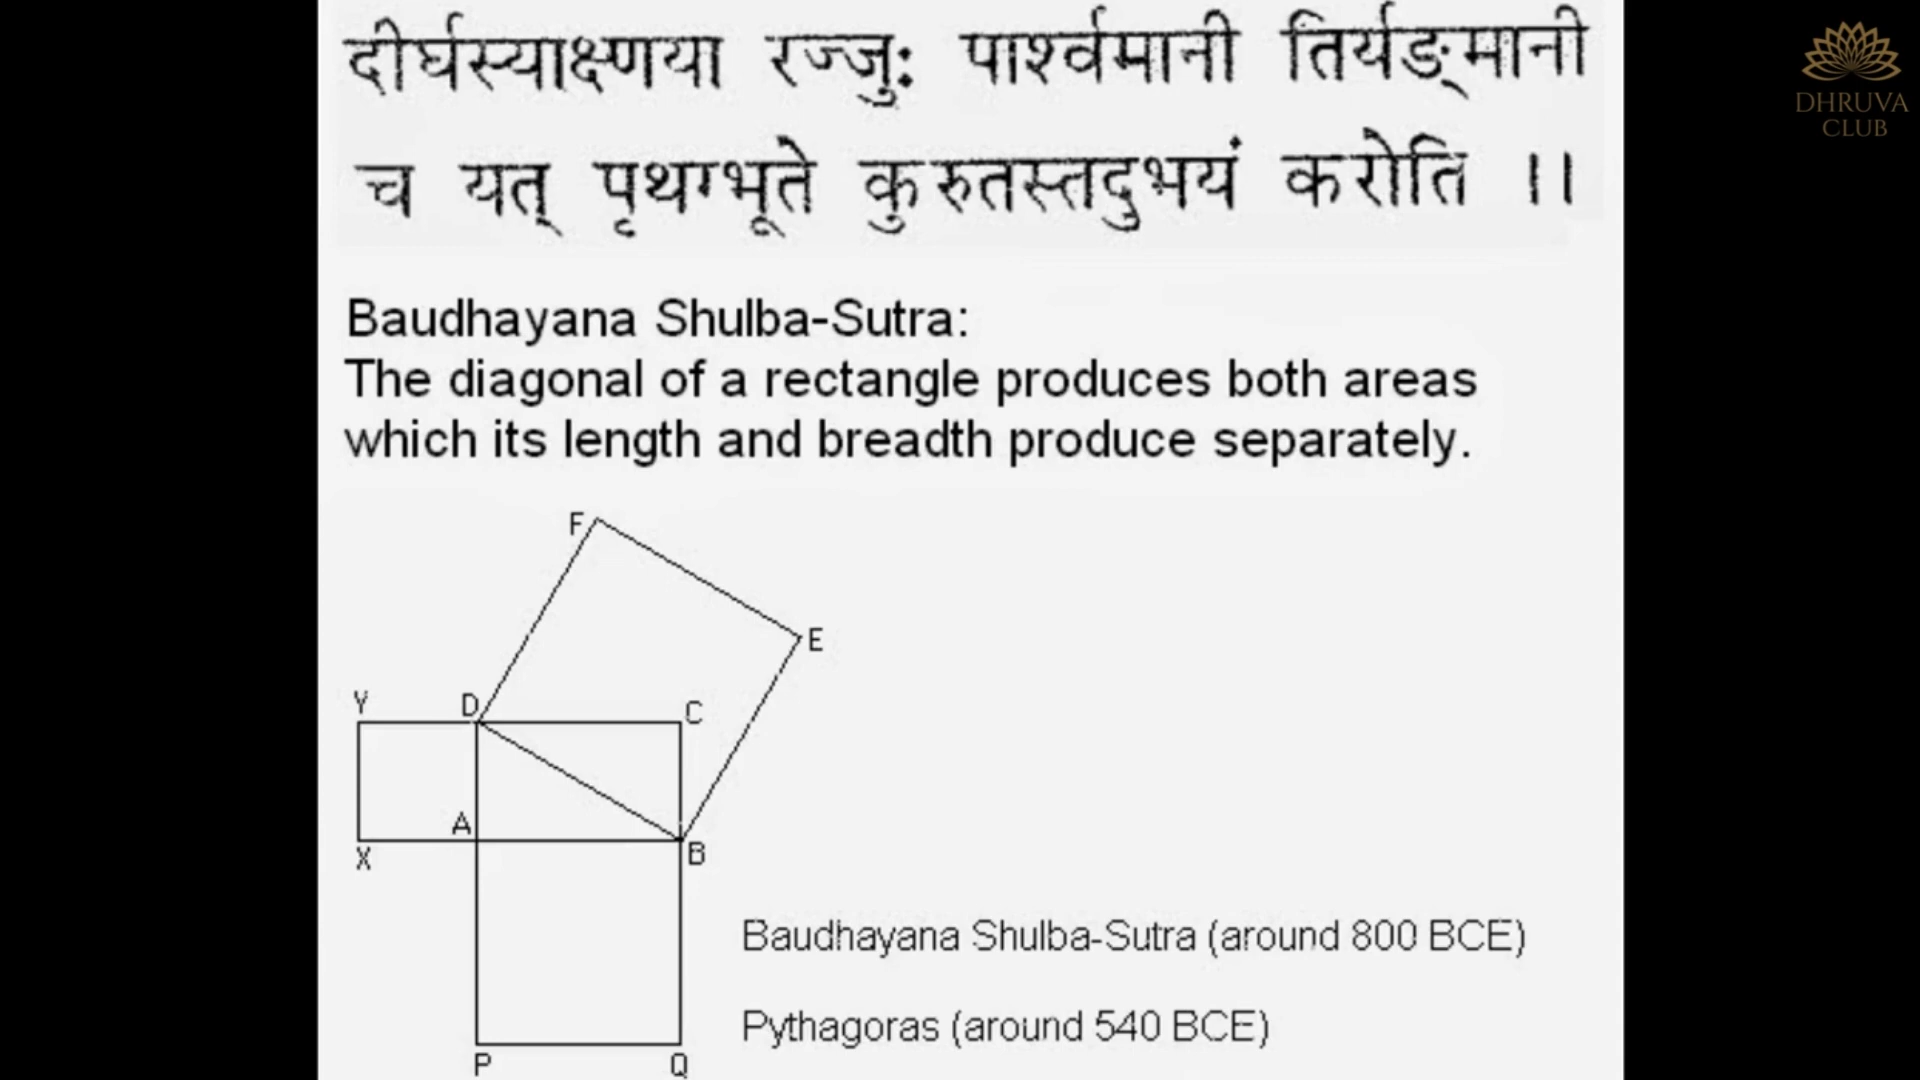 दीर्घस्याक्ष्णया रज्जुः पार्श्वमानी तिर्यङ्मानी
च यत् पृथग्भूते कुरुतस्तदुभयं करोति ।।
DHRUVA
CLUB
Baudhayana Shulba-Sutra:
The diagonal of a rectangle produces both areas
which its length and breadth produce separately.
F
E
Y
D
C
A
X
B
Baudhayana Shulba-Sutra (around 800 BCE)
Pythagoras (around 540 BCE)
P
Q